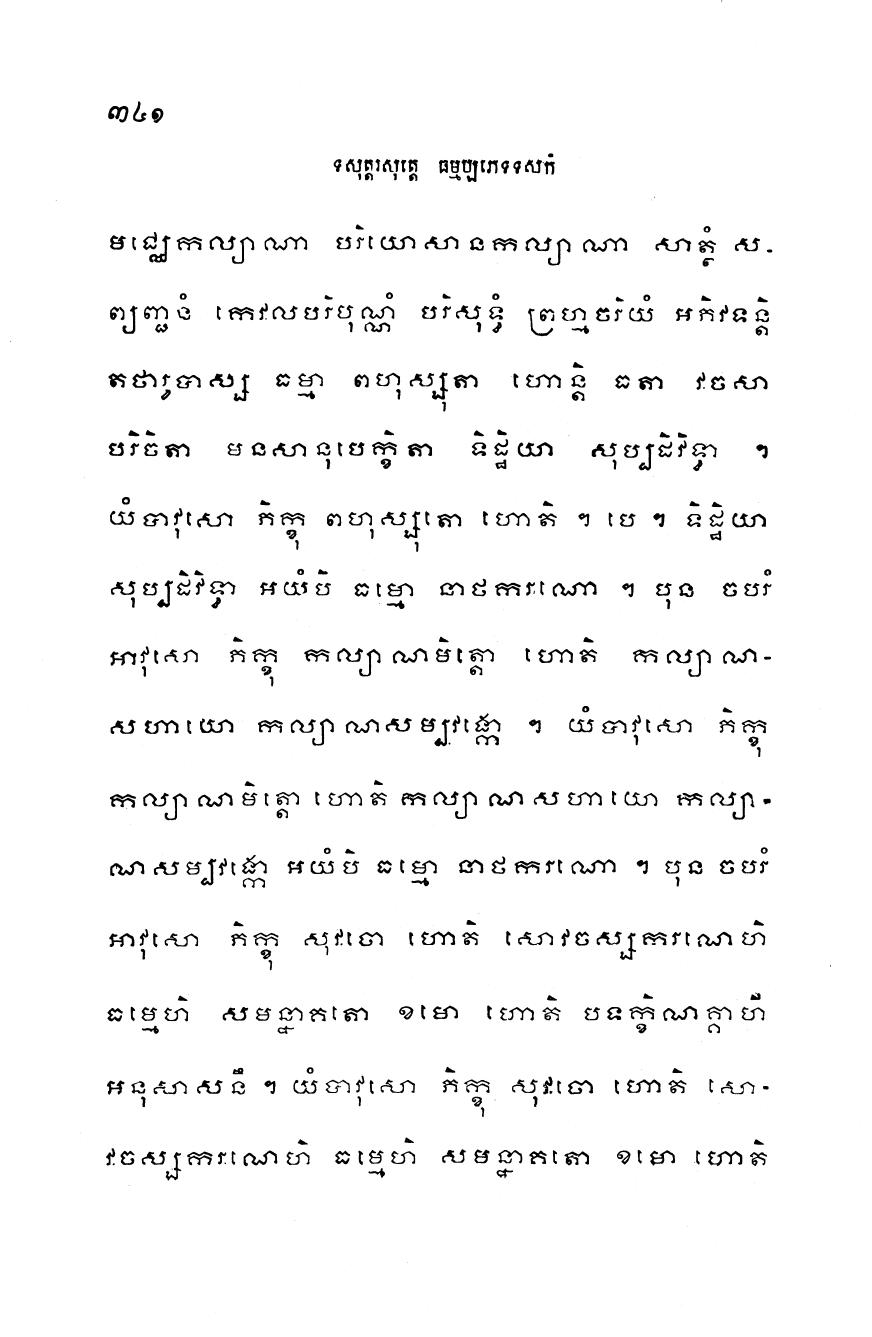 ៣៤១
ទសុត្តរសុត្តេ ធម្មប្បភេទទសកំ
មជ្ឈេកល្យាណា បរិយោសានកល្យាណា សាត្ថំ ស-
ព្យញ្ជនំ កេវលបរិបុណ្ណំ បរិសុទ្ធំ ព្រហ្មចរិយំ អភិវទន្តិ
តថារូបាស្ស ធម្មា ពហុស្សុតា ហោន្តិ ធតា វចសា
បរិចិតា មនសានុបេក្ខិតា ទិដ្ឋិយា សុប្បដិវិទ្ធា ។
យំបាវុសោ ភិក្ខុ ពហុស្សុតោ ហោតិ ។ បេ ។ ទិដ្ឋិយា
សុប្បដិវិទ្ធា អយំបិ ធម្មោ នាថករណោ ។ បុន ចបរំ
អាវុសោ ភិក្ខុ កល្យាណមិត្តោ ហោតិ កល្យាណ-
សហាយោ កល្យាណសម្បវង្កោ ។ យំបាវុសោ ភិក្ខុ
កល្យាណមិត្តោ ហោតិ កល្យាណសហាយោ កល្យា-
ណសម្បវង្កោ អយំបិ ធម្មោ នាថករណោ ។ បុន ចបរំ
អាវុសោ ភិក្ខុ សុវចោ ហោតិ សោវចស្សករណេហិ
ធម្មេហិ សមន្នាគតោ ខមោ ហោតិ បទក្ខិណគ្គាហី
អនុសាសនឹ ។ យំបាវុសោ ភិក្ខុ សុវចោ ហោតិ សោ-
វចស្សករណេហិ ធម្មេហិ សមន្នាគតោ ខមោ ហោតិ